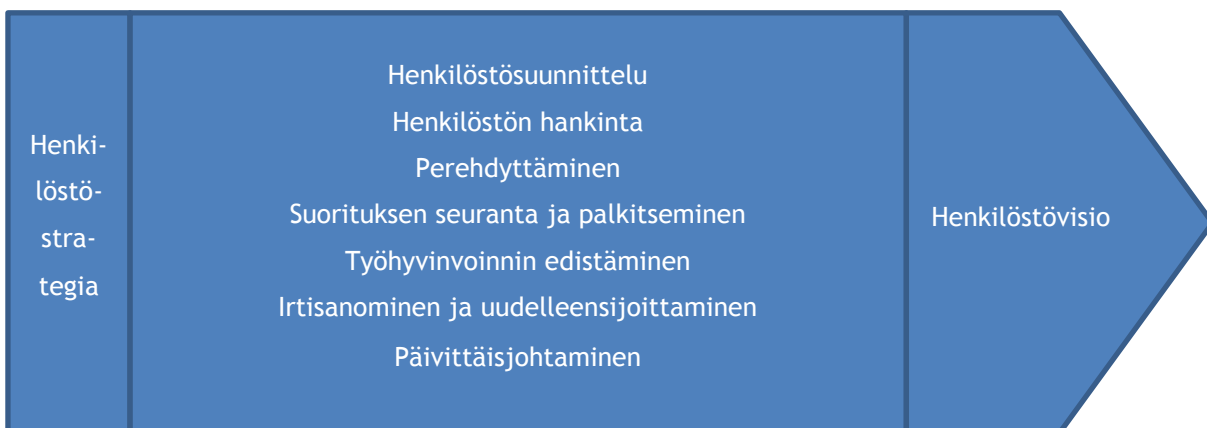 Henki-
löstö-
stra-
tegia
Henkilöstösuunnittelu
Henkilöstön hankinta
Perehdyttäminen
Suorituksen seuranta ja palkitseminen
Työhyvinvoinnin edistäminen
Irtisanominen ja uudelleensijoittaminen
Päivittäisjohtaminen
Henkilöstövisio